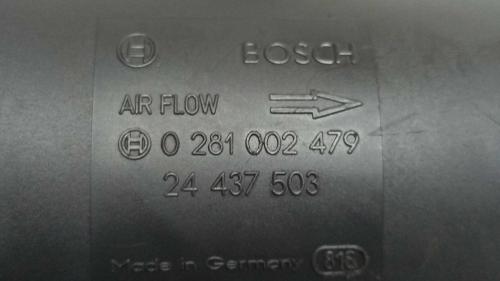 BOSCH
AIR FLOW
0 281 002 479
24 437 503
Made in Germany 818